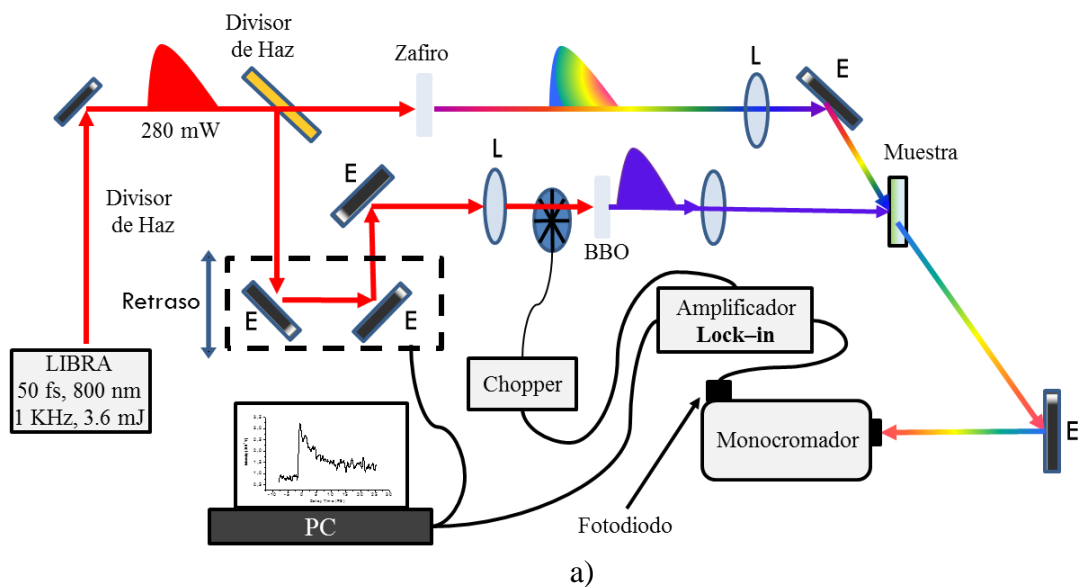 Divisor
de Haz
Zafiro
L
E
280 mW
Muestra
Divisor
de Haz
E
L
BBO
Retraso
E
E
Amplificador
Lock–in
LIBRA
50 fs, 800 nm
1 KHz, 3.6 mJ
Chopper
Monocromador
E
PC
Fotodiodo
a)